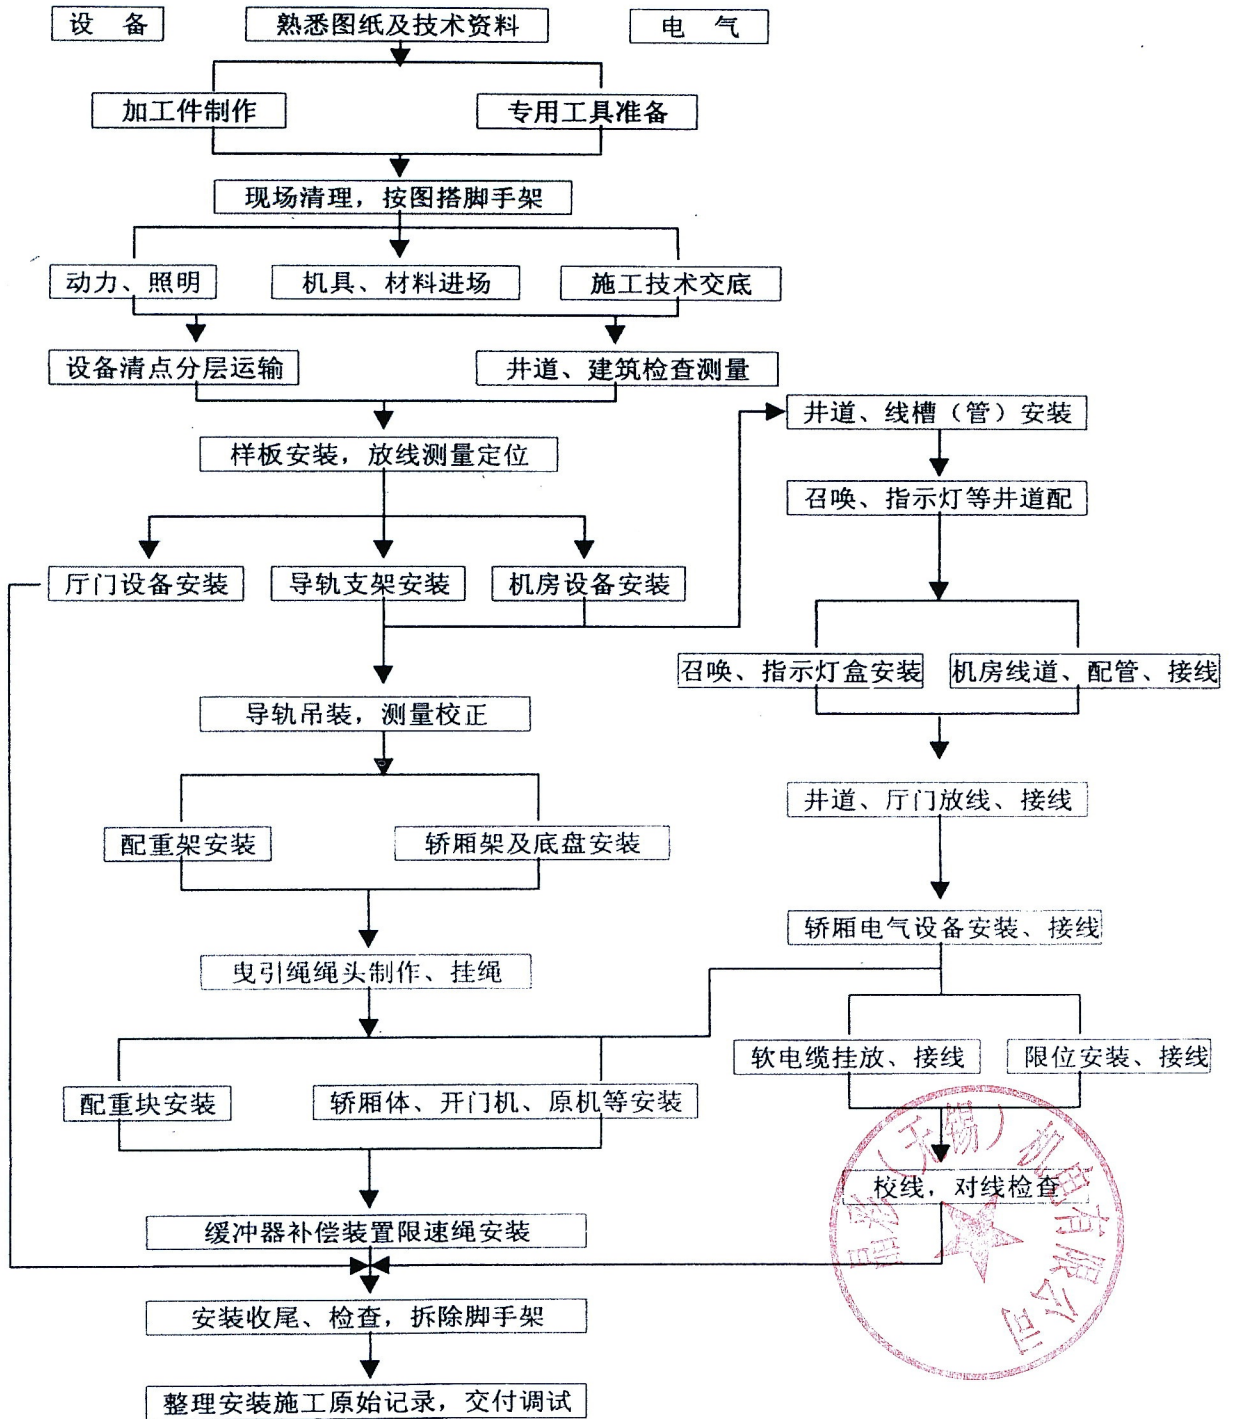 设 备
熟悉图纸及技术资料
电 气
加工件制作
专用工具准备
现场清理，按图搭脚手架
动力、照明
机具、材料进场
施工技术交底
设备清点分层运输
井道、建筑检查测量
井道、线槽（管）安装
样板安装，放线测量定位
召唤、指示灯等井道配
厅门设备安装
导轨支架安装
机房设备安装
召唤、指示灯盒安装
机房线道、配管、接线
导轨吊装，测量校正
井道、厅门放线、接线
配重架安装
轿厢架及底盘安装
轿厢电气设备安装、接线
曳引绳绳头制作、挂绳
软电缆挂放、接线
限位安装、接线
配重块安装
轿厢体、开门机、原机等安装
校线，对线检查
缓冲器补偿装置限速绳安装
安装收尾、检查，拆除脚手架
整理安装施工原始记录，交付调试
（无锡）机电有限公司